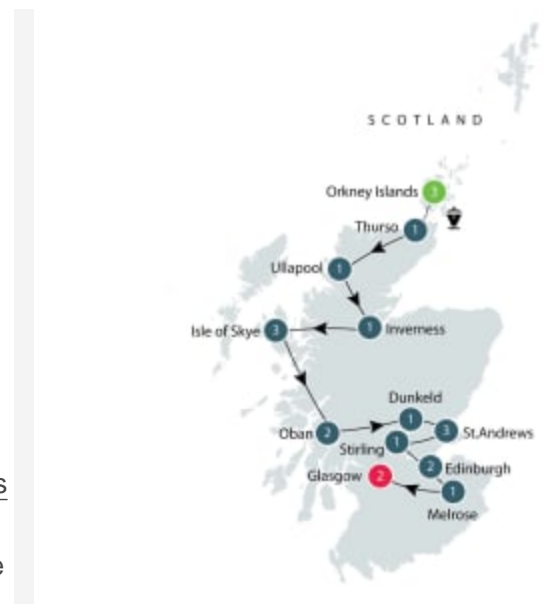 SCOTLAND
Orkney Islands 3
Thurso 1
Ullapool 1
Isle of Skye 3
1 Inverness
Dunkeld
1
Oban 2
3 St.Andrews
Stirling 1
2 Edinburgh
Glasgow 2
1
Melrose
s
e